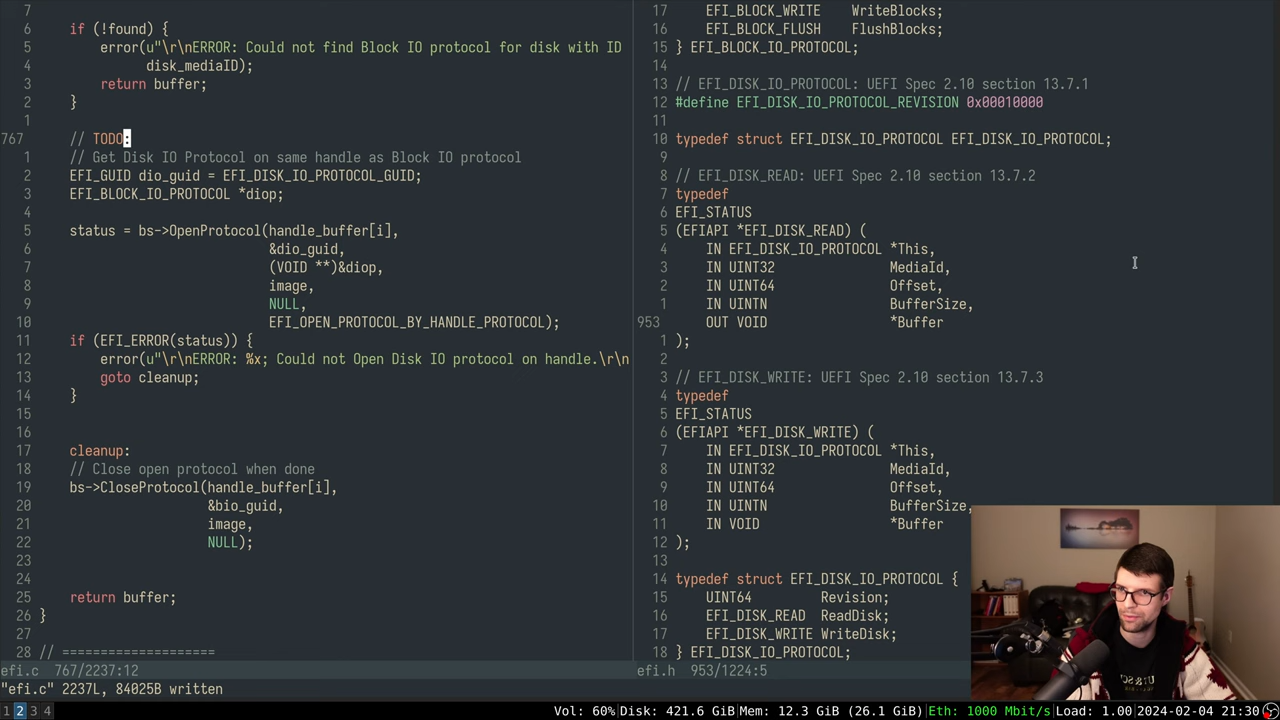 7
6 if (!found) {
5 error(u"\r\nERROR: Could not find Block IO protocol for disk with ID
4 disk_mediaID);
3 return buffer;
2 }
1
767 // TODO:
1 // Get Disk IO Protocol on same handle as Block IO protocol
2 EFI_GUID dio_guid = EFI_DISK_IO_PROTOCOL_GUID;
3 EFI_BLOCK_IO_PROTOCOL *diop;
4
5 status = bs->OpenProtocol(handle_buffer[i],
6 &dio_guid,
7 (VOID **)&diop,
8 image,
9 NULL,
10 EFI_OPEN_PROTOCOL_BY_HANDLE_PROTOCOL);
11 if (EFI_ERROR(status)) {
12 error(u"\r\nERROR: %x; Could not Open Disk IO protocol on handle.\r\n
13 goto cleanup;
14 }
15
16
17 cleanup:
18 // Close open protocol when done
19 bs->CloseProtocol(handle_buffer[i],
20 &bio_guid,
21 image,
22 NULL);
23
24
25 return buffer;
26 }
27
28 // ====================
efi.c 767/2237:12
17 EFI_BLOCK_WRITE WriteBlocks;
16 EFI_BLOCK_FLUSH FlushBlocks;
15 } EFI_BLOCK_IO_PROTOCOL;
14
13 // EFI_DISK_IO_PROTOCOL: UEFI Spec 2.10 section 13.7.1
12 #define EFI_DISK_IO_PROTOCOL_REVISION 0x00010000
11
10 typedef struct EFI_DISK_IO_PROTOCOL EFI_DISK_IO_PROTOCOL;
9
8 // EFI_DISK_READ: UEFI Spec 2.10 section 13.7.2
7 typedef
6 EFI_STATUS
5 (EFIAPI *EFI_DISK_READ) (
4 IN EFI_DISK_IO_PROTOCOL *This,
3 IN UINT32 MediaId,
2 IN UINT64 Offset,
1 IN UINTN BufferSize,
953 OUT VOID *Buffer
1 );
2
3 // EFI_DISK_WRITE: UEFI Spec 2.10 section 13.7.3
4 typedef
5 EFI_STATUS
6 (EFIAPI *EFI_DISK_WRITE) (
7 IN EFI_DISK_IO_PROTOCOL *This,
8 IN UINT32 MediaId,
9 IN UINT64 Offset,
10 IN UINTN BufferSize,
11 IN VOID *Buffer
12 );
13
14 typedef struct EFI_DISK_IO_PROTOCOL {
15 UINT64 Revision;
16 EFI_DISK_READ ReadDisk;
17 EFI_DISK_WRITE WriteDisk;
18 } EFI_DISK_IO_PROTOCOL;
efi.h 953/1224:5
"efi.c" 2237L, 84025B written
1 2 3 4 Vol: 60%|Disk: 421.6 GiB|Mem: 12.3 GiB (26.1 GiB)|Eth: 1000 Mbit/s|Load: 1.00|2024-02-04 21:30